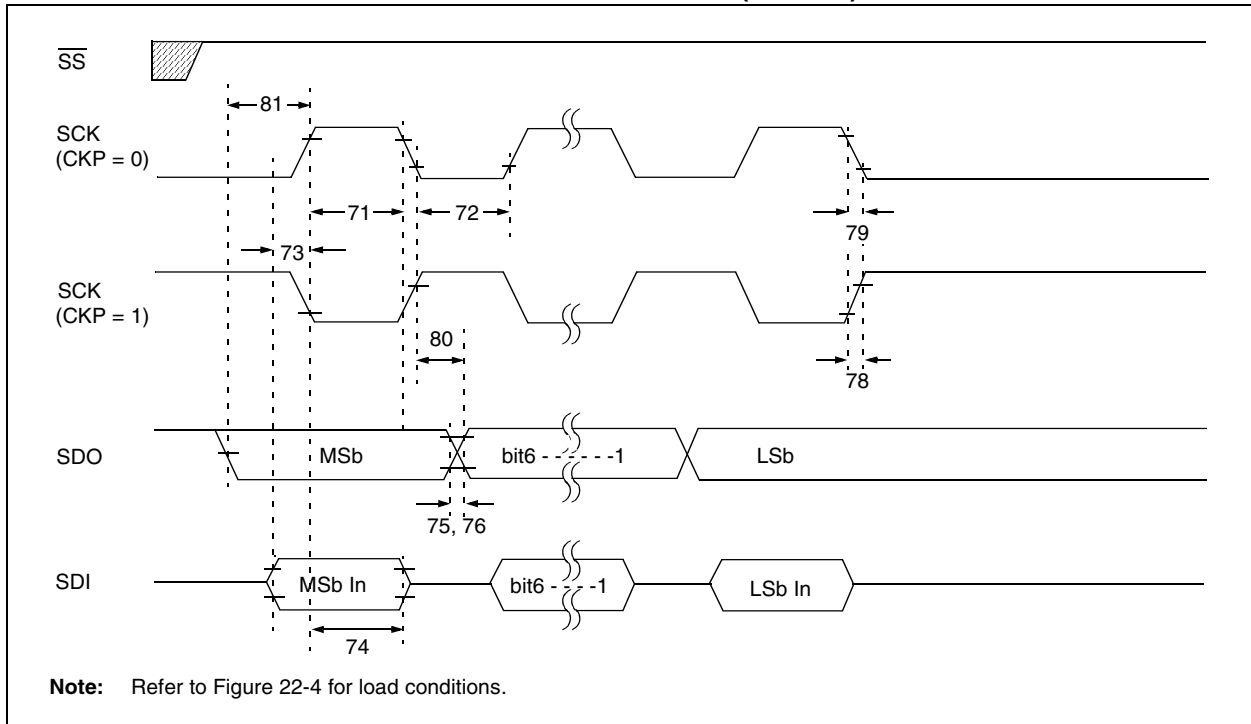 SS
81
SCK
(CKP = 0)
71
72
73
79
SCK
(CKP = 1)
80
78
SDO
MSb
bit6 - - - - - - -1
LSb
75, 76
SDI
MSb In
bit6 - - - - -1
LSb In
74
Note: Refer to Figure 22-4 for load conditions.